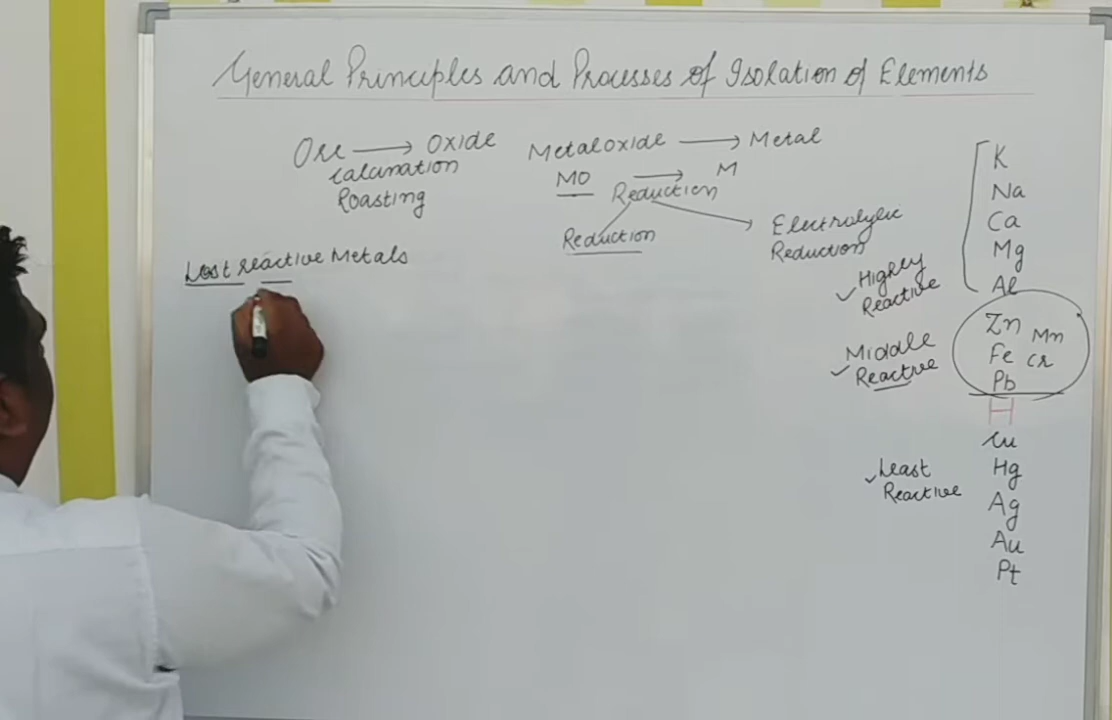 General Principles and Processes of Isolation of Elements
Ore → Oxide
Calcination
Roasting
Metaloxide → Metal
MO → M
Reduction
Reduction
Electrolytic
Reduction
Least reactive Metals
K
Na
Ca
Mg
Al
Highly
Reactive
Zn Mn
Fe Cr
Pb
Middle
Reactive
H
Cu
Hg
Ag
Au
Pt
Least
Reactive